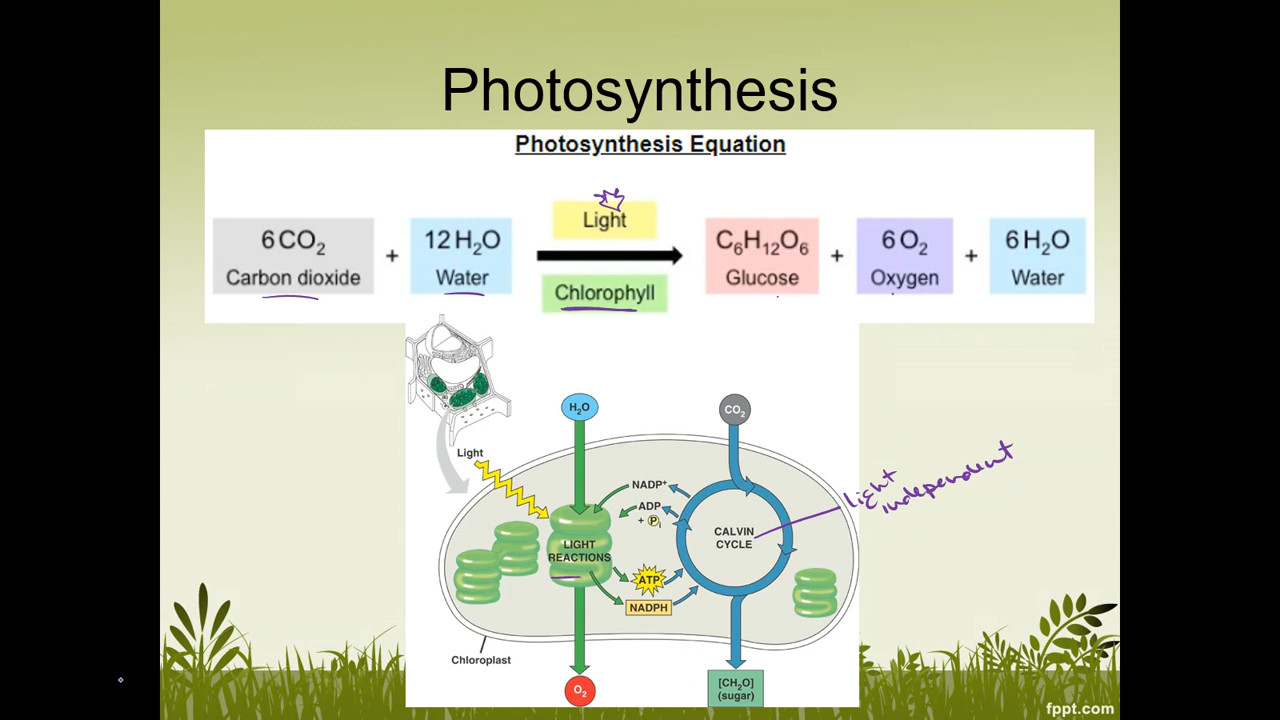 Photosynthesis
Photosynthesis Equation
Light
6 CO₂ + 12 H₂O C₆H₁₂O₆ + 6 O₂ + 6 H₂O
Carbon dioxide Water Glucose Oxygen Water
Chlorophyll
H₂O
CO₂
Light
NADP⁺
ADP
+ Pi
light
independent
LIGHT
REACTIONS
CALVIN
CYCLE
ATP
NADPH
Chloroplast
O₂
[CH₂O]
(sugar)
fppt.com